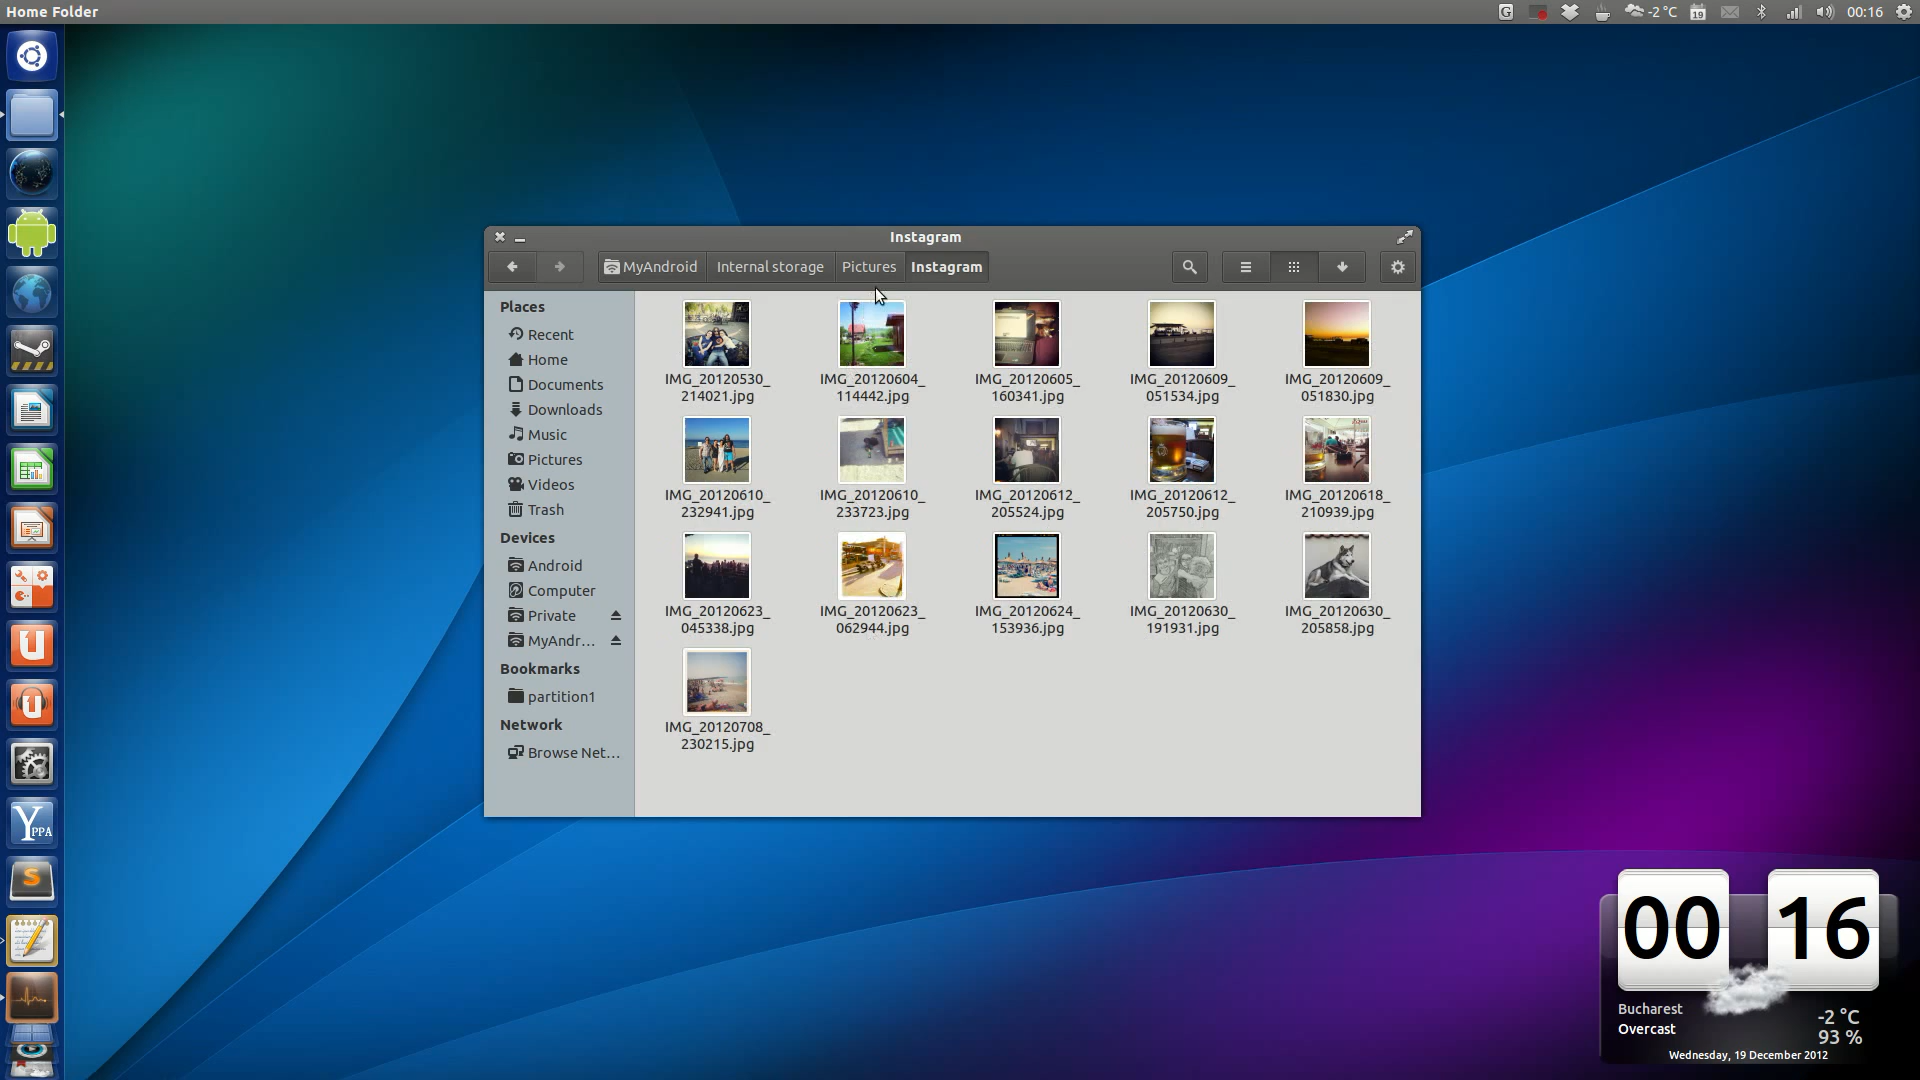 Home Folder
G
-2 °C
19
00:16
Instagram
MyAndroid
Internal storage
Pictures
Instagram
Places
Recent
Home
Documents
Downloads
Music
Pictures
Videos
Trash
Devices
Android
Computer
Private
MyAndr...
Bookmarks
partition1
Network
Browse Net...
IMG_20120530_
214021.jpg
IMG_20120604_
114442.jpg
IMG_20120605_
160341.jpg
IMG_20120609_
051534.jpg
IMG_20120609_
051830.jpg
IMG_20120610_
232941.jpg
IMG_20120610_
233723.jpg
IMG_20120612_
205524.jpg
IMG_20120612_
205750.jpg
IMG_20120618_
210939.jpg
IMG_20120623_
045338.jpg
IMG_20120623_
062944.jpg
IMG_20120624_
153936.jpg
IMG_20120630_
191931.jpg
IMG_20120630_
205858.jpg
IMG_20120708_
230215.jpg
Y PPA
S
00 16
Bucharest
Overcast
-2 °C
93 %
Wednesday, 19 December 2012